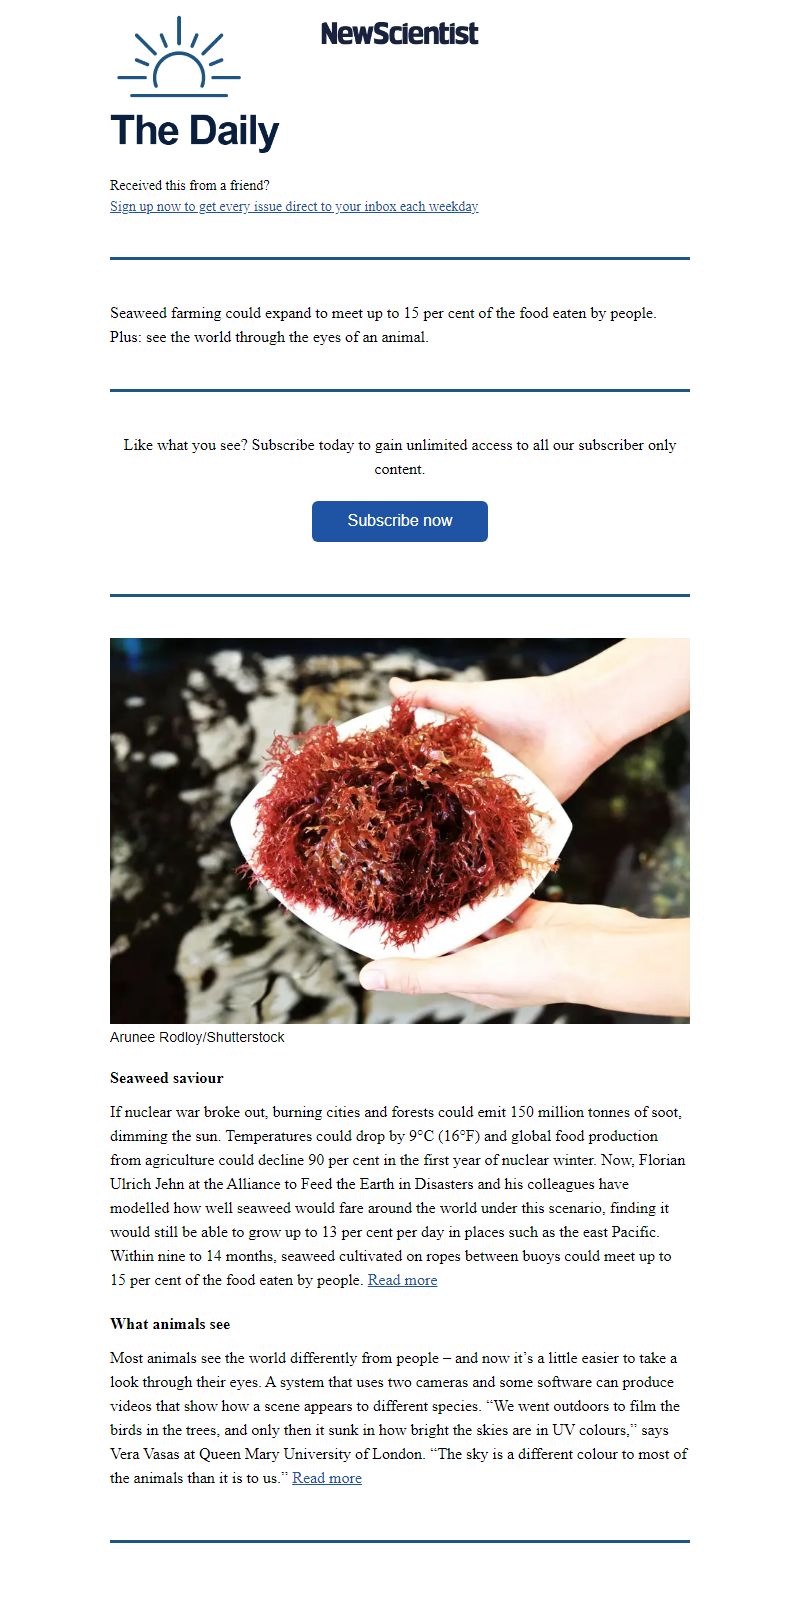 NewScientist
The Daily
Received this from a friend?
Sign up now to get every issue direct to your inbox each weekday
Seaweed farming could expand to meet up to 15 per cent of the food eaten by people.
Plus: see the world through the eyes of an animal.
Like what you see? Subscribe today to gain unlimited access to all our subscriber only
content.
Subscribe now
Arunee Rodloy/Shutterstock
Seaweed saviour
If nuclear war broke out, burning cities and forests could emit 150 million tonnes of soot,
dimming the sun. Temperatures could drop by 9°C (16°F) and global food production
from agriculture could decline 90 per cent in the first year of nuclear winter. Now, Florian
Ulrich Jehn at the Alliance to Feed the Earth in Disasters and his colleagues have
modelled how well seaweed would fare around the world under this scenario, finding it
would still be able to grow up to 13 per cent per day in places such as the east Pacific.
Within nine to 14 months, seaweed cultivated on ropes between buoys could meet up to
15 per cent of the food eaten by people. Read more
What animals see
Most animals see the world differently from people – and now it’s a little easier to take a
look through their eyes. A system that uses two cameras and some software can produce
videos that show how a scene appears to different species. “We went outdoors to film the
birds in the trees, and only then it sunk in how bright the skies are in UV colours,” says
Vera Vasas at Queen Mary University of London. “The sky is a different colour to most of
the animals than it is to us.” Read more